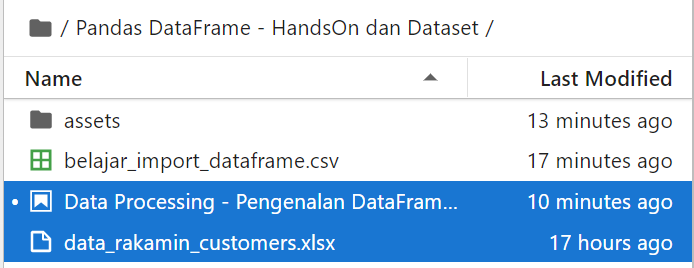 / Pandas DataFrame - HandsOn dan Dataset /
Name Last Modified
assets 13 minutes ago
belajar_import_dataframe.csv 17 minutes ago
Data Processing - Pengenalan DataFram... 10 minutes ago
data_rakamin_customers.xlsx 17 hours ago